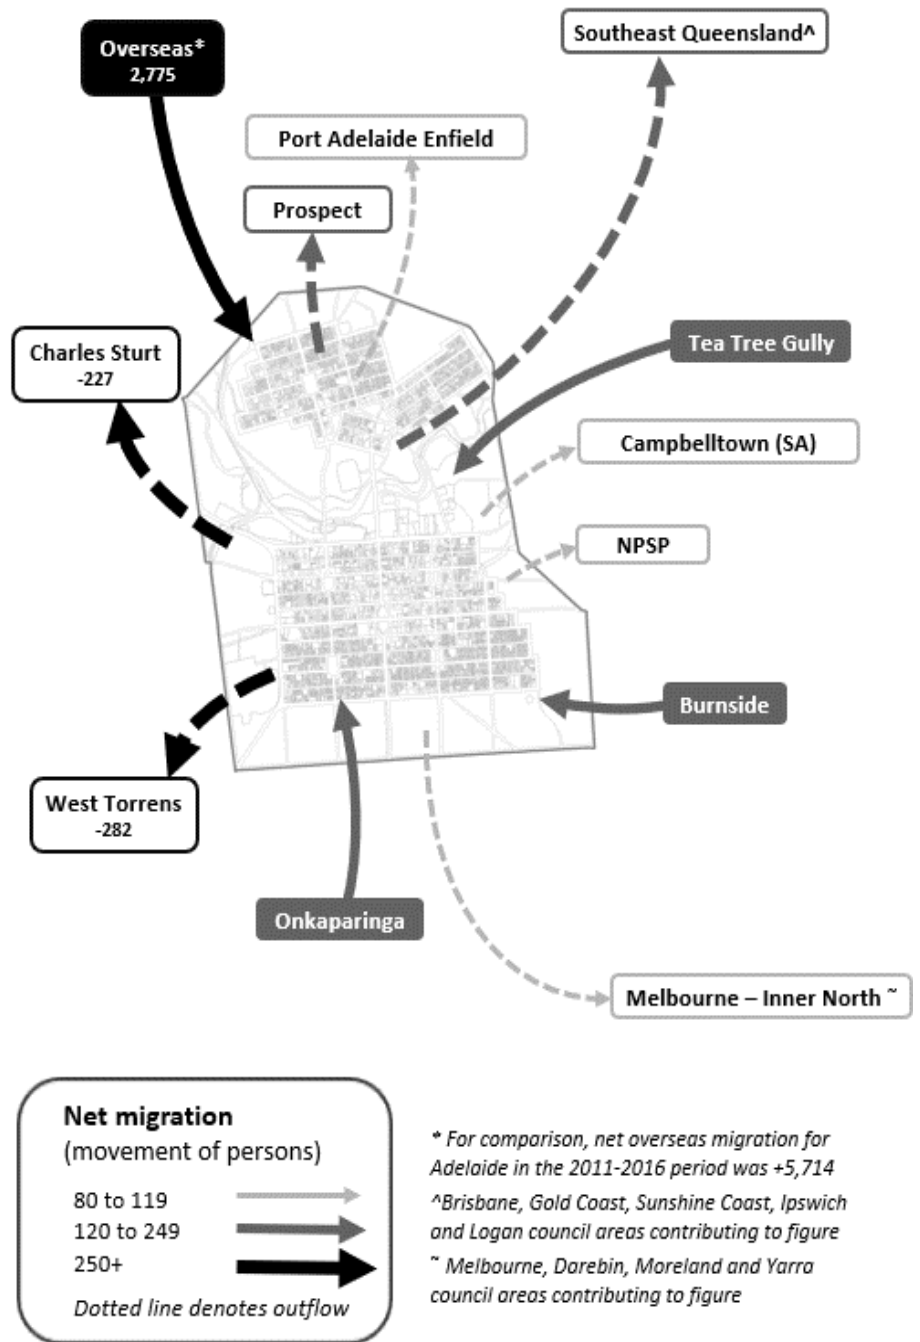 Overseas*
2,775
Southeast Queensland^
Port Adelaide Enfield
Prospect
Charles Sturt
-227
Tea Tree Gully
Campbelltown (SA)
NPSP
Burnside
West Torrens
-282
Onkaparinga
Melbourne – Inner North ~
Net migration
(movement of persons)
80 to 119
120 to 249
250+
Dotted line denotes outflow
* For comparison, net overseas migration for
Adelaide in the 2011-2016 period was +5,714
^Brisbane, Gold Coast, Sunshine Coast, Ipswich
and Logan council areas contributing to figure
~ Melbourne, Darebin, Moreland and Yarra
council areas contributing to figure